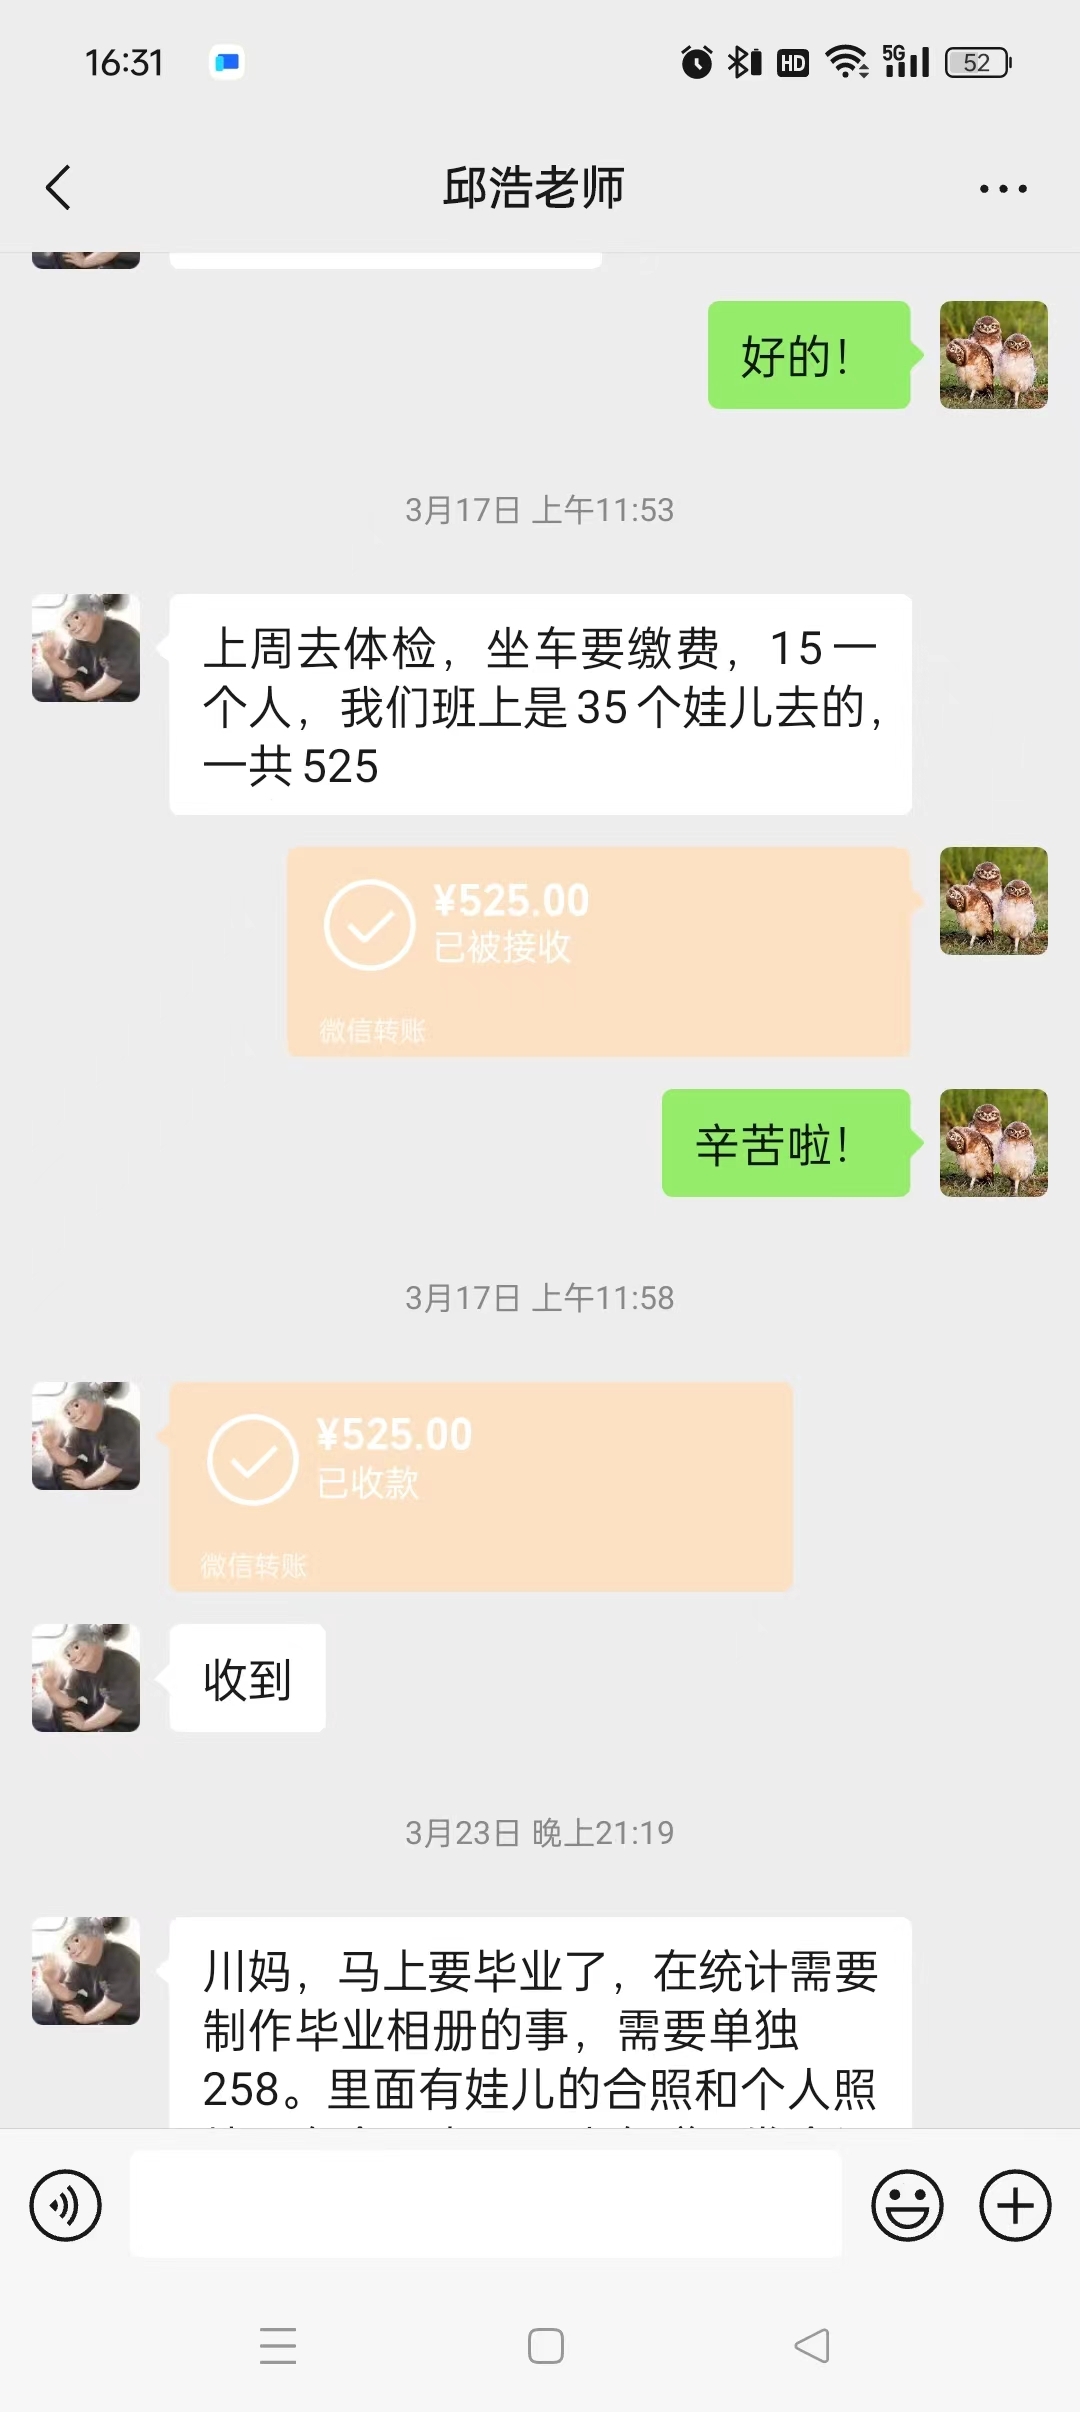 16:31
HD
5G
52
邱浩老师
好的！
3月17日 上午11:53
上周去体检，坐车要缴费，15一
个人，我们班上是35个娃儿去的，
一共525
¥525.00
已被接收
微信转账
辛苦啦！
3月17日 上午11:58
¥525.00
已收款
微信转账
收到
3月23日 晚上21:19
川妈，马上要毕业了，在统计需要
制作毕业相册的事，需要单独
258。里面有娃儿的合照和个人照